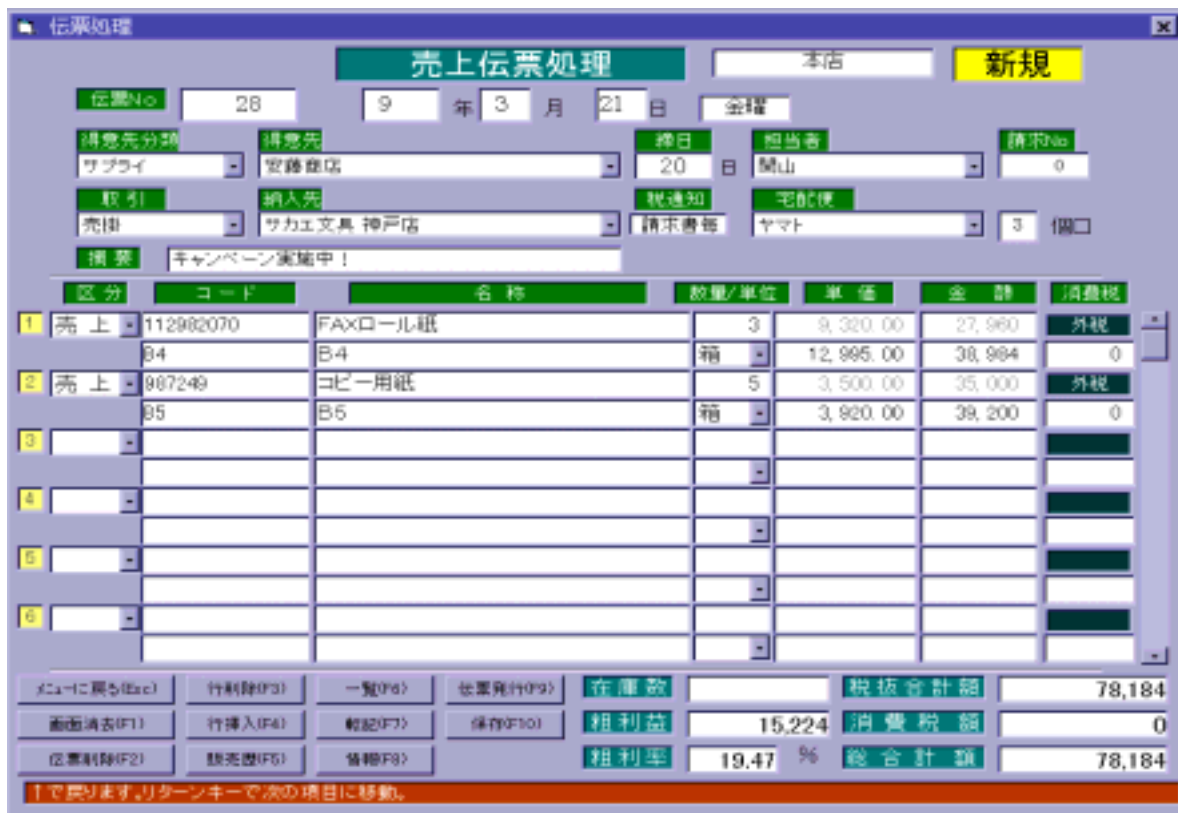 伝票処理
売上伝票処理 本店 新規
伝票No 28 9 年 3 月 21 日 金曜
得意先分類 得意先 締日 担当者 請求No
サプライ 安藤商店 20 日 関山 0
取引 納入先 税通知 宅配便
売掛 サカエ文具 神戸店 請求書毎 ヤマト 3 個口
摘要 キャンペーン実施中!
区分 コード 名称 数量/単位 単価 金額 消費税
1 売上 112982070 FAXロール紙 3 9,320.00 27,960 外税
B4 B4 箱 12,995.00 38,984 0
2 売上 987249 コピー用紙 5 3,500.00 35,000 外税
B5 B5 箱 3,920.00 39,200 0
3
4
5
6
メニューに戻る(Esc) 行削除(F3) 一覧(F6) 伝票発行(F9) 在庫数 税抜合計額 78,184
画面消去(F1) 行挿入(F4) 転記(F7) 保存(F10) 粗利益 15,224 消費税額 0
伝票削除(F2) 販売歴(F5) 情報(F8) 粗利率 19.47 % 総合計額 78,184
↑で戻ります。リターンキーで次の項目に移動。